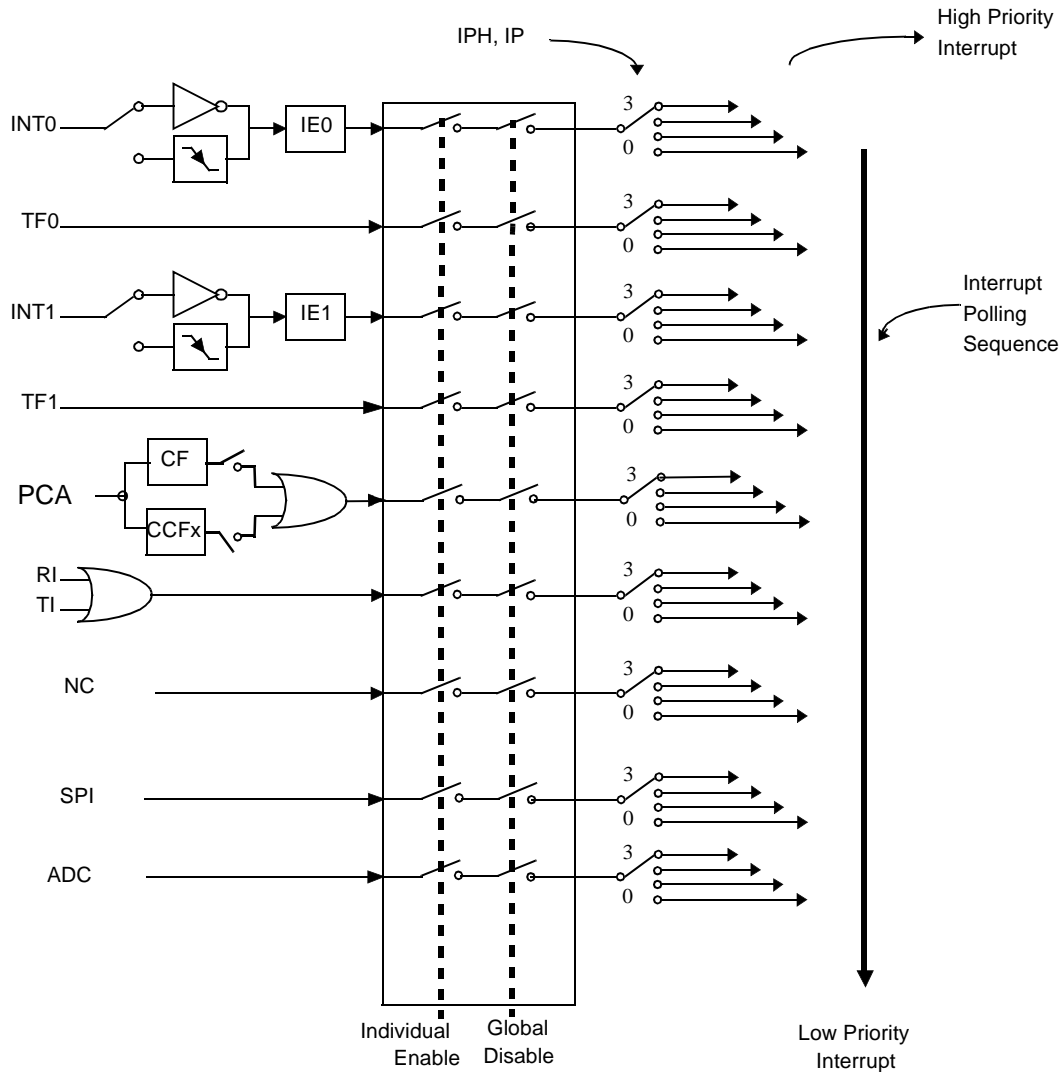 IPH, IP
High Priority
Interrupt
INT0
IE0
3
0
TF0
3
0
INT1
IE1
3
0
Interrupt
Polling
Sequence
TF1
3
0
PCA
CF
CCFx
3
0
RI
TI
3
0
NC
3
0
SPI
3
0
ADC
3
0
Individual
Enable
Global
Disable
Low Priority
Interrupt